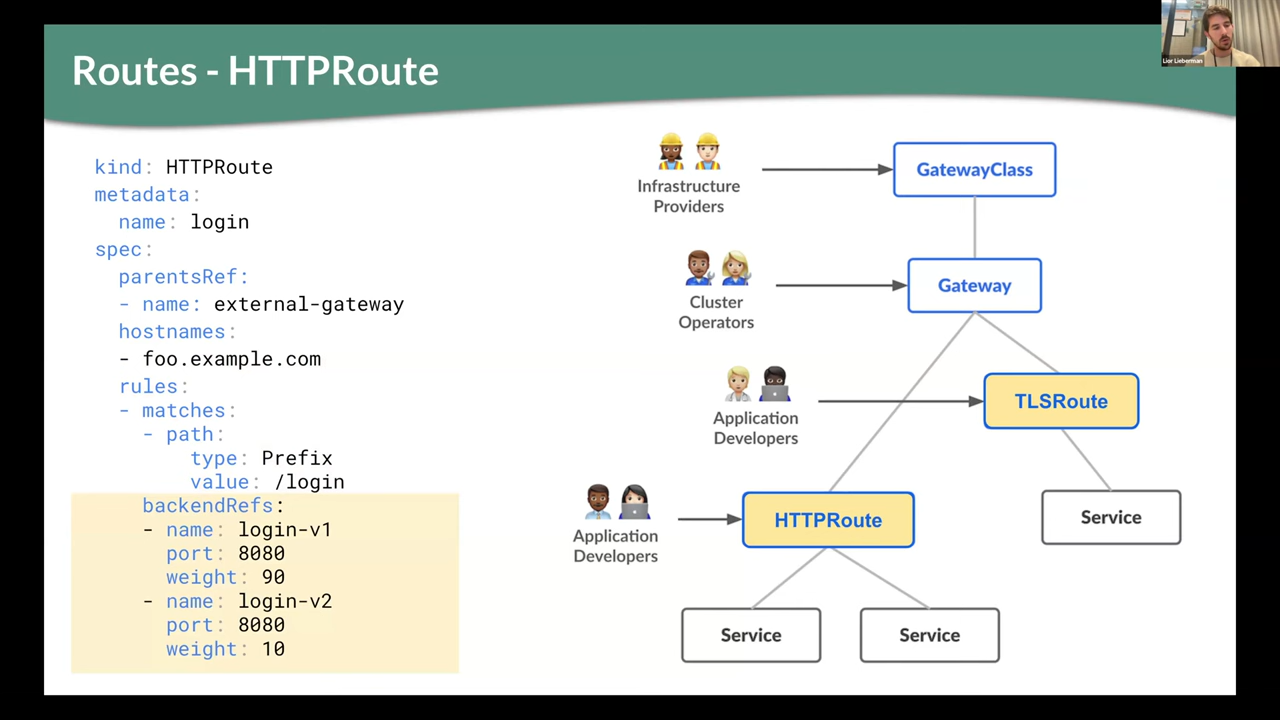 Routes - HTTPRoute
Lior Lieberman
kind: HTTPRoute
metadata:
name: login
spec:
parentsRef:
- name: external-gateway
hostnames:
- foo.example.com
rules:
- matches:
- path:
type: Prefix
value: /login
backendRefs:
- name: login-v1
port: 8080
weight: 90
- name: login-v2
port: 8080
weight: 10
Infrastructure
Providers
GatewayClass
Cluster
Operators
Gateway
Application
Developers
TLSRoute
Application
Developers
HTTPRoute
Service
Service
Service